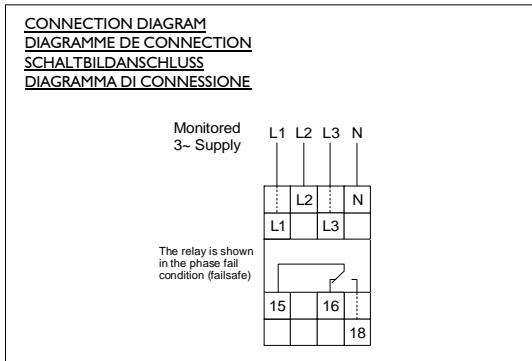 CONNECTION DIAGRAM
DIAGRAMME DE CONNECTION
SCHALTBILDANSCHLUSS
DIAGRAMMA DI CONNESSIONE
Monitored
3~ Supply
L1 L2 L3 N
L2 N
L1 L3
The relay is shown
in the phase fail
condition (failsafe)
15 16
18